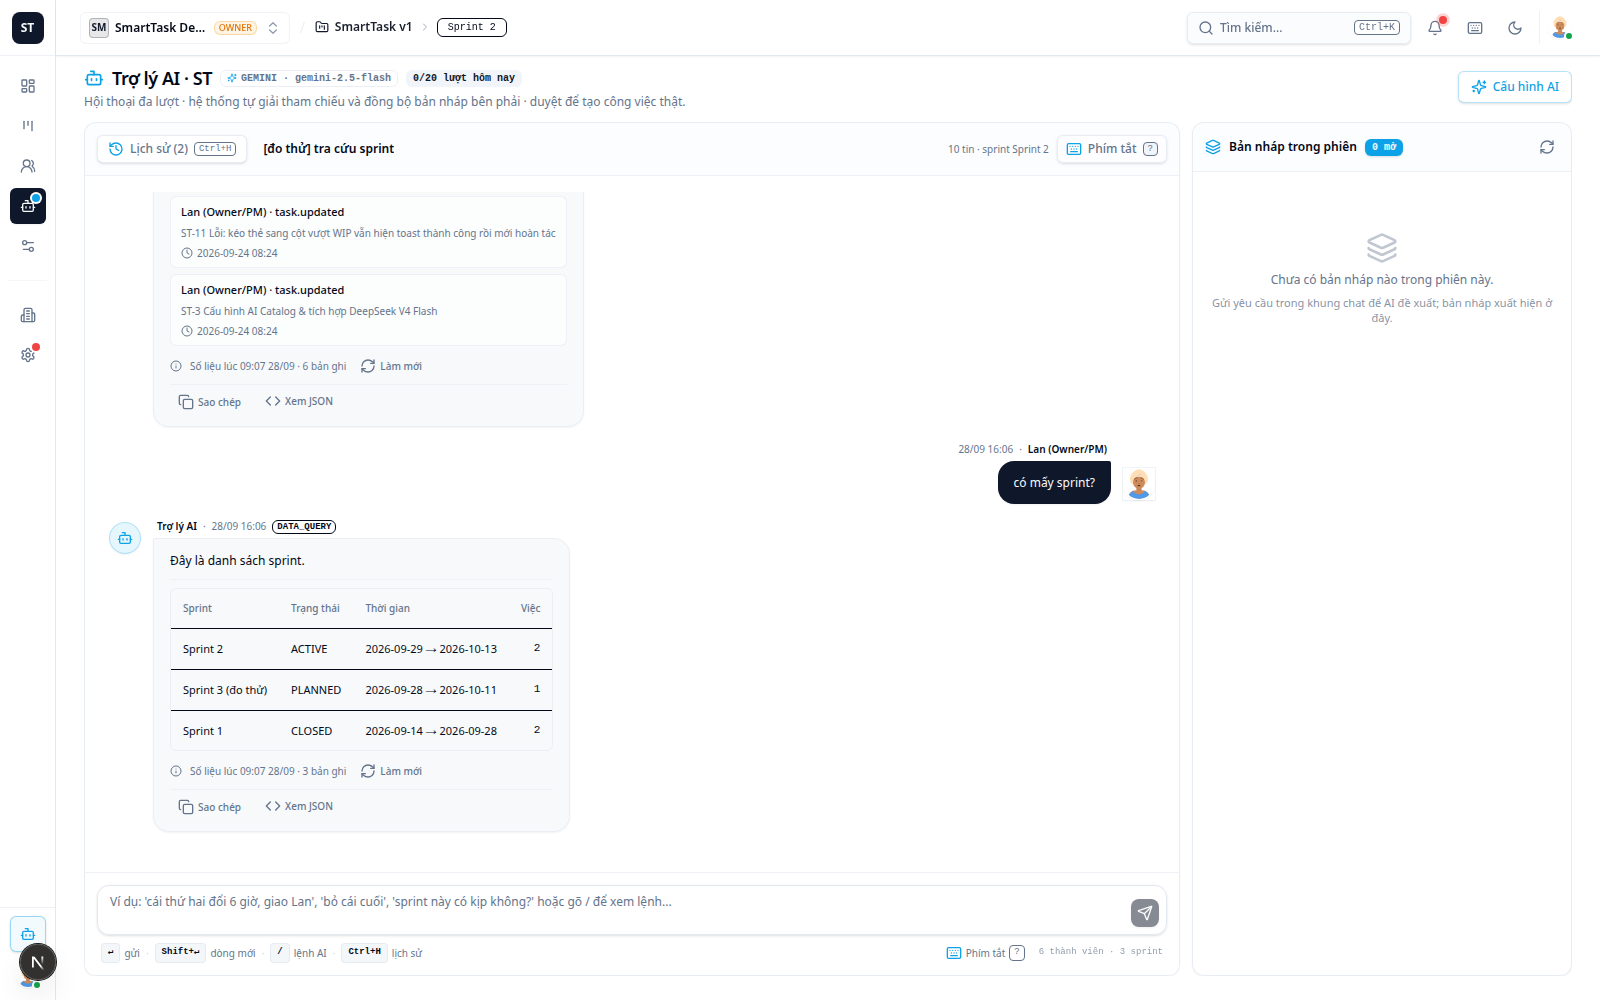 ST
SM SmartTask De... OWNER / SmartTask v1 > Sprint 2
Tìm kiếm... Ctrl+K
Trợ lý AI · ST GEMINI · gemini-2.5-flash 0/20 lượt hôm nay
Hội thoại đa lượt · hệ thống tự giải tham chiếu và đồng bộ bản nháp bên phải · duyệt để tạo công việc thật.
Cấu hình AI
Lịch sử (2) Ctrl+H [đo thử] tra cứu sprint
10 tin · sprint Sprint 2 Phím tắt ?
Lan (Owner/PM) · task.updated
ST-11 Lỗi: kéo thẻ sang cột vượt WIP vẫn hiện toast thành công rồi mới hoàn tác
2026-09-24 08:24
Lan (Owner/PM) · task.updated
ST-3 Cấu hình AI Catalog & tích hợp DeepSeek V4 Flash
2026-09-24 08:24
Số liệu lúc 09:07 28/09 · 6 bản ghi Làm mới
Sao chép Xem JSON
28/09 16:06 · Lan (Owner/PM)
có mấy sprint?
Trợ lý AI · 28/09 16:06 DATA_QUERY
Đây là danh sách sprint.
Sprint Trạng thái Thời gian Việc
Sprint 2 ACTIVE 2026-09-29 → 2026-10-13 2
Sprint 3 (đo thử) PLANNED 2026-09-28 → 2026-10-11 1
Sprint 1 CLOSED 2026-09-14 → 2026-09-28 2
Số liệu lúc 09:07 28/09 · 3 bản ghi Làm mới
Sao chép Xem JSON
Ví dụ: 'cái thứ hai đổi 6 giờ, giao Lan', 'bỏ cái cuối', 'sprint này có kịp không?' hoặc gõ / để xem lệnh...
↵ gửi · Shift+↵ dòng mới · / lệnh AI · Ctrl+H lịch sử
Phím tắt ? 6 thành viên · 3 sprint
Bản nháp trong phiên 0 mở
Chưa có bản nháp nào trong phiên này.
Gửi yêu cầu trong khung chat để AI đề xuất; bản nháp xuất hiện ở
đây.
N